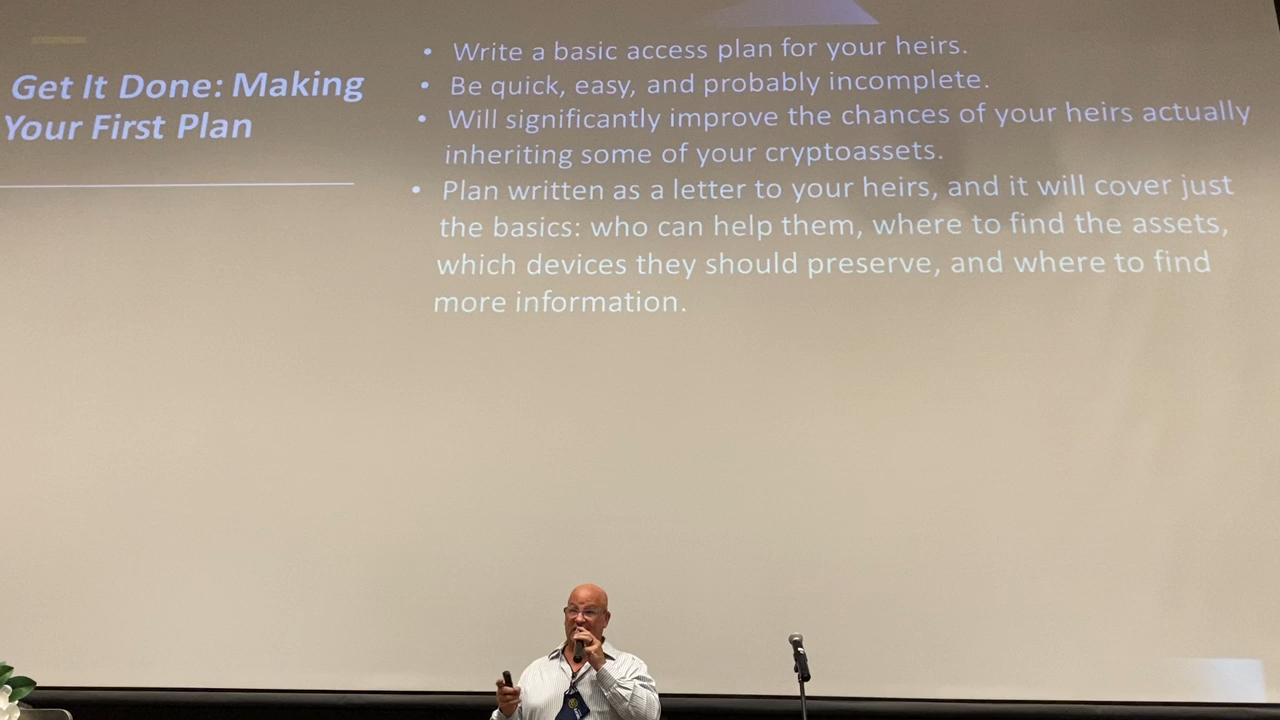 Get It Done: Making
Your First Plan
• Write a basic access plan for your heirs.
• Be quick, easy, and probably incomplete.
• Will significantly improve the chances of your heirs actually
inheriting some of your cryptoassets.
• Plan written as a letter to your heirs, and it will cover just
the basics: who can help them, where to find the assets,
which devices they should preserve, and where to find
more information.